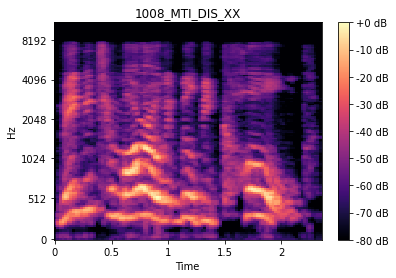 1008_MTI_DIS_XX
+0 dB
8192
-10 dB
4096
-20 dB
-30 dB
2048
-40 dB
Hz
1024
-50 dB
512
-60 dB
-70 dB
0
-80 dB
0 0.5 1 1.5 2
Time